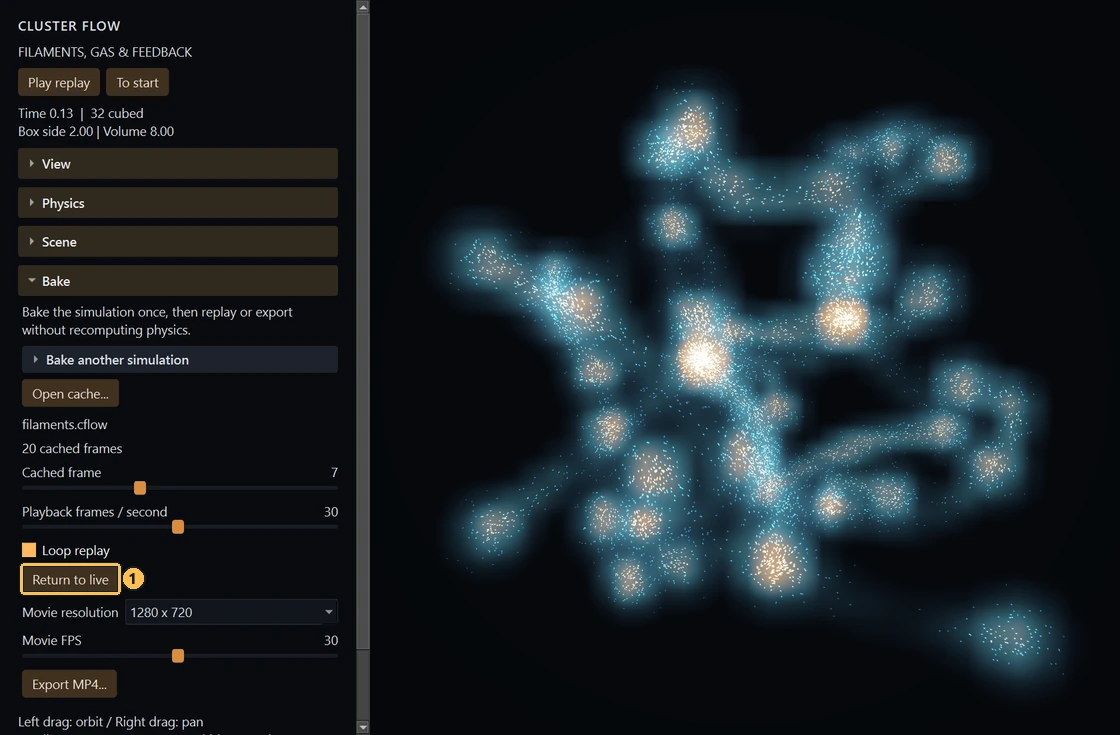 CLUSTER FLOW
FILAMENTS, GAS & FEEDBACK
Play replay To start
Time 0.13 | 32 cubed
Box side 2.00 | Volume 8.00
View
Physics
Scene
Bake
Bake the simulation once, then replay or export
without recomputing physics.
Bake another simulation
Open cache...
filaments.cflow
20 cached frames
Cached frame 7
Playback frames / second 30
Loop replay
Return to live 1
Movie resolution 1280 x 720
Movie FPS 30
Export MP4...
Left drag: orbit / Right drag: pan